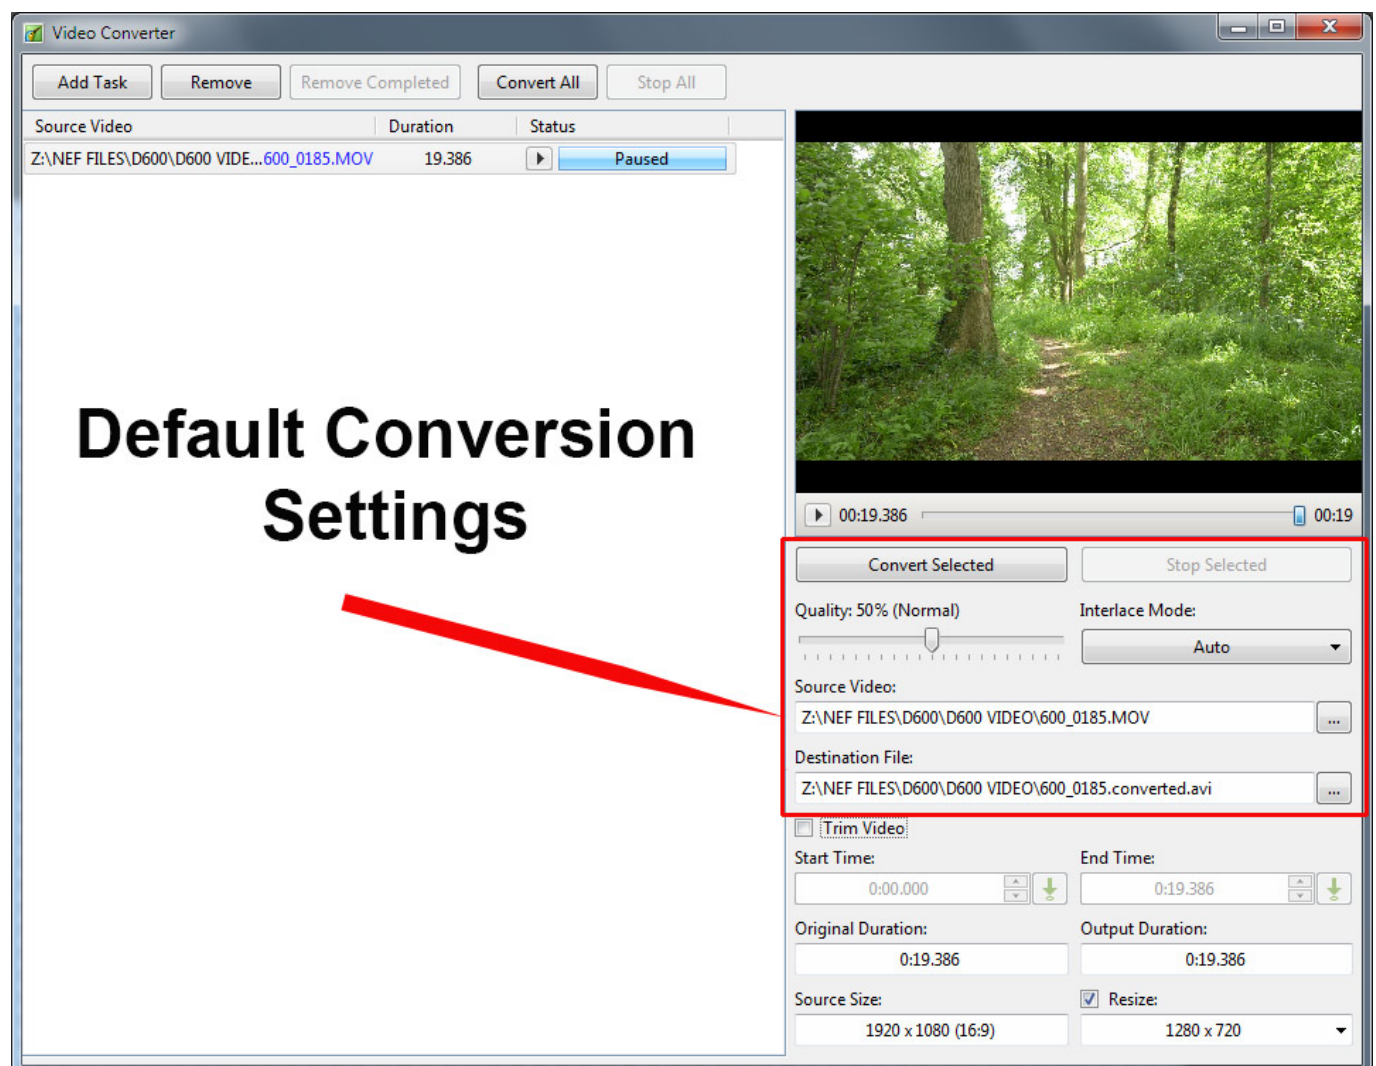 Video Converter
Add Task Remove Remove Completed Convert All Stop All
Source Video Duration Status
Z:\NEF FILES\D600\D600 VIDE...600_0185.MOV 19.386 Paused
Default Conversion
Settings
00:19.386 00:19
Convert Selected Stop Selected
Quality: 50% (Normal) Interlace Mode:
Auto
Source Video:
Z:\NEF FILES\D600\D600 VIDEO\600_0185.MOV ...
Destination File:
Z:\NEF FILES\D600\D600 VIDEO\600_0185.converted.avi ...
Trim Video
Start Time: End Time:
0:00.000 0:19.386
Original Duration: Output Duration:
0:19.386 0:19.386
Source Size: Resize:
1920 x 1080 (16:9) 1280 x 720